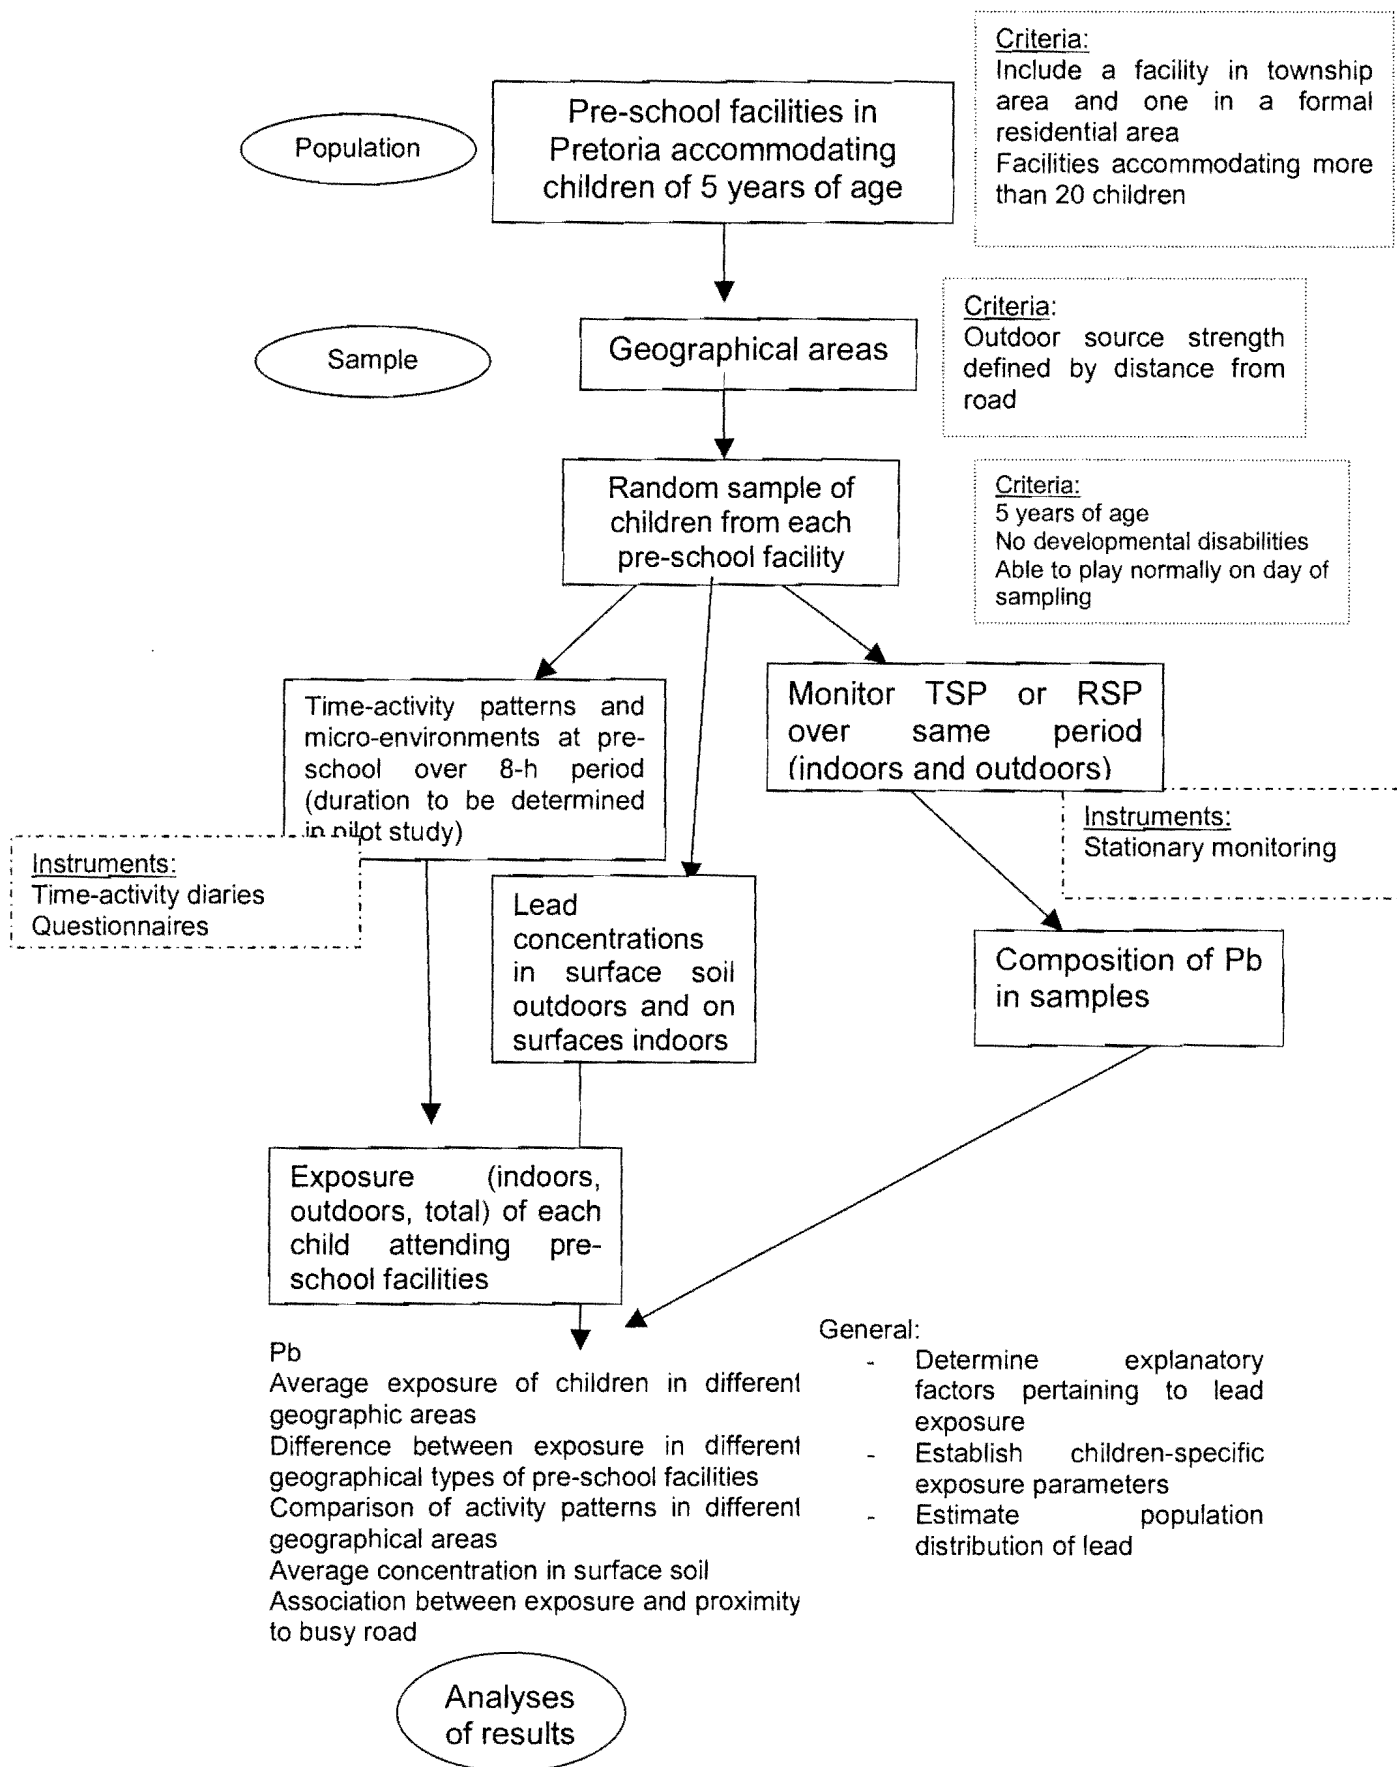 Criteria:
Include a facility in township
area and one in a formal
residential area
Facilities accommodating more
than 20 children
Population
Pre-school facilities in
Pretoria accommodating
children of 5 years of age
Sample
Geographical areas
Criteria:
Outdoor source strength
defined by distance from
road
Random sample of
children from each
pre-school facility
Criteria:
5 years of age
No developmental disabilities
Able to play normally on day of
sampling
Time-activity patterns and
micro-environments at pre-
school over 8-h period
(duration to be determined
in pilot study)
Monitor TSP or RSP
over same period
(indoors and outdoors)
Instruments:
Time-activity diaries
Questionnaires
Instruments:
Stationary monitoring
Lead
concentrations
in surface soil
outdoors and on
surfaces indoors
Composition of Pb
in samples
Exposure (indoors,
outdoors, total) of each
child attending pre-
school facilities
Pb
Average exposure of children in different
geographic areas
Difference between exposure in different
geographical types of pre-school facilities
Comparison of activity patterns in different
geographical areas
Average concentration in surface soil
Association between exposure and proximity
to busy road
General:
- Determine explanatory
factors pertaining to lead
exposure
- Establish children-specific
exposure parameters
- Estimate population
distribution of lead
Analyses
of results